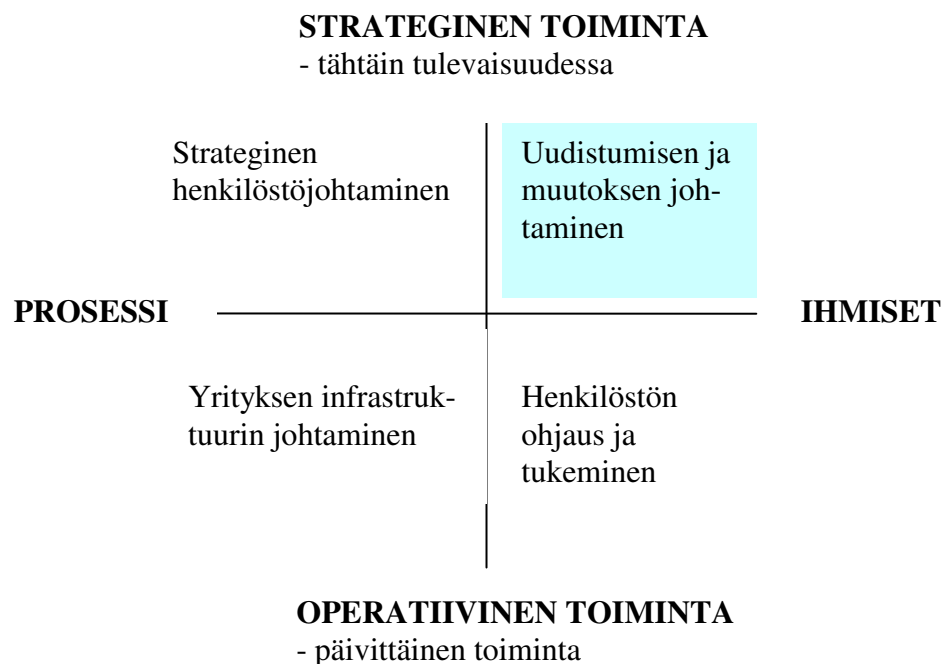 STRATEGINEN TOIMINTA
- tähtäin tulevaisuudessa
Strateginen
henkilöstöjohtaminen
Uudistumisen ja
muutoksen joh-
taminen
PROSESSI
IHMISET
Yrityksen infrastruk-
tuurin johtaminen
Henkilöstön
ohjaus ja
tukeminen
OPERATIIVINEN TOIMINTA
- päivittäinen toiminta